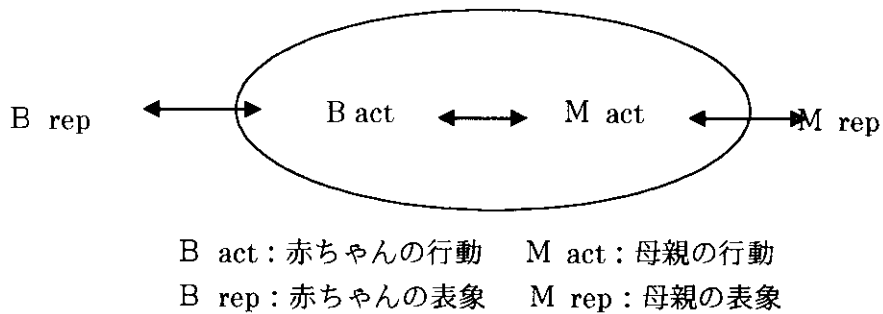 B rep B act M act M rep
B act：赤ちゃんの行動 M act：母親の行動
B rep：赤ちゃんの表象 M rep：母親の表象